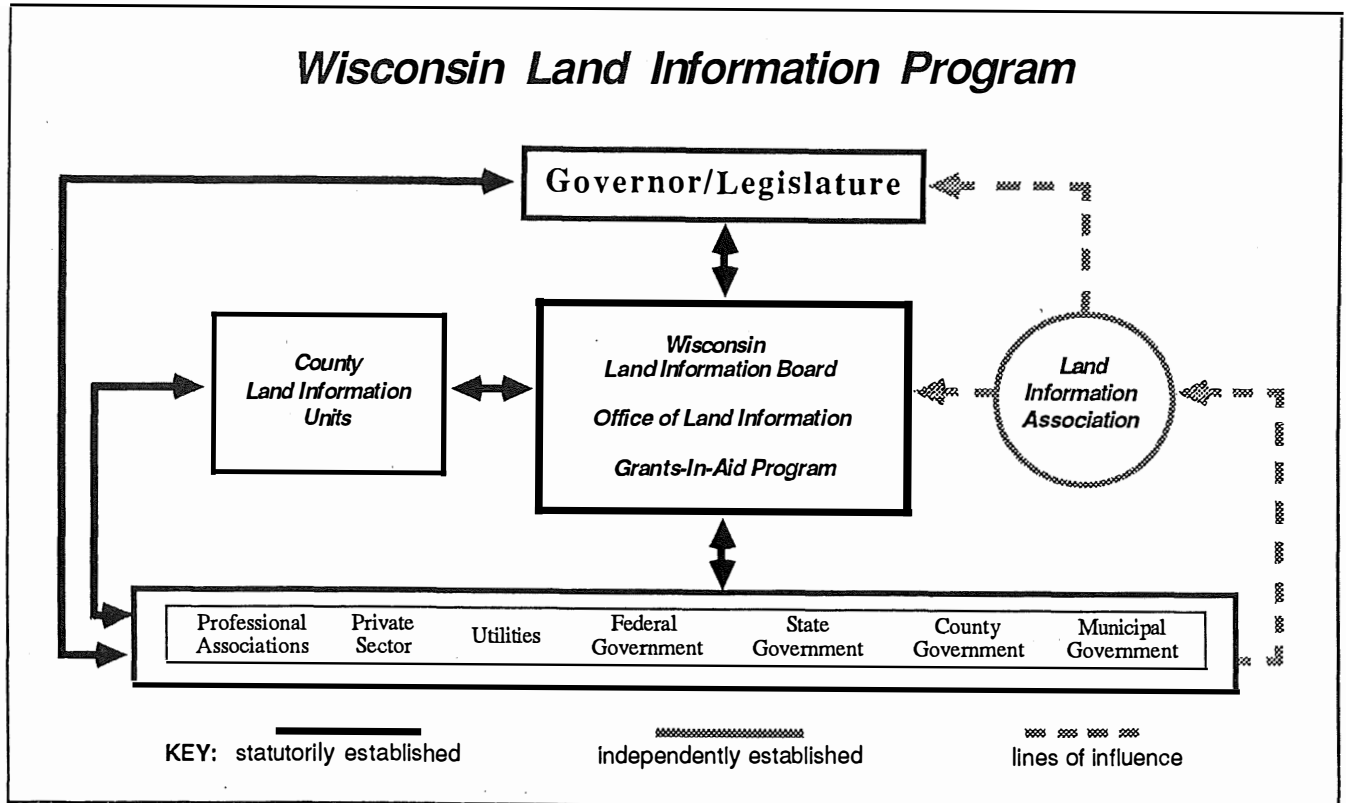 Wisconsin Land Information Program
Governor/Legislature
County
Land Information
Units
Wisconsin
Land Information Board
Office of Land Information
Grants-In-Aid Program
Land
Information
Association
Professional
Associations
Private
Sector
Utilities
Federal
Government
State
Government
County
Government
Municipal
Government
KEY: statutorily established
independently established
lines of influence